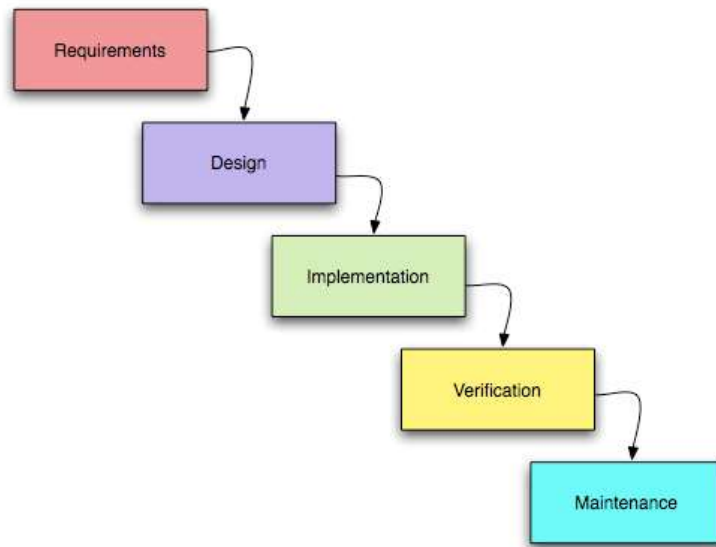 Requirements
Design
Implementation
Verification
Maintenance